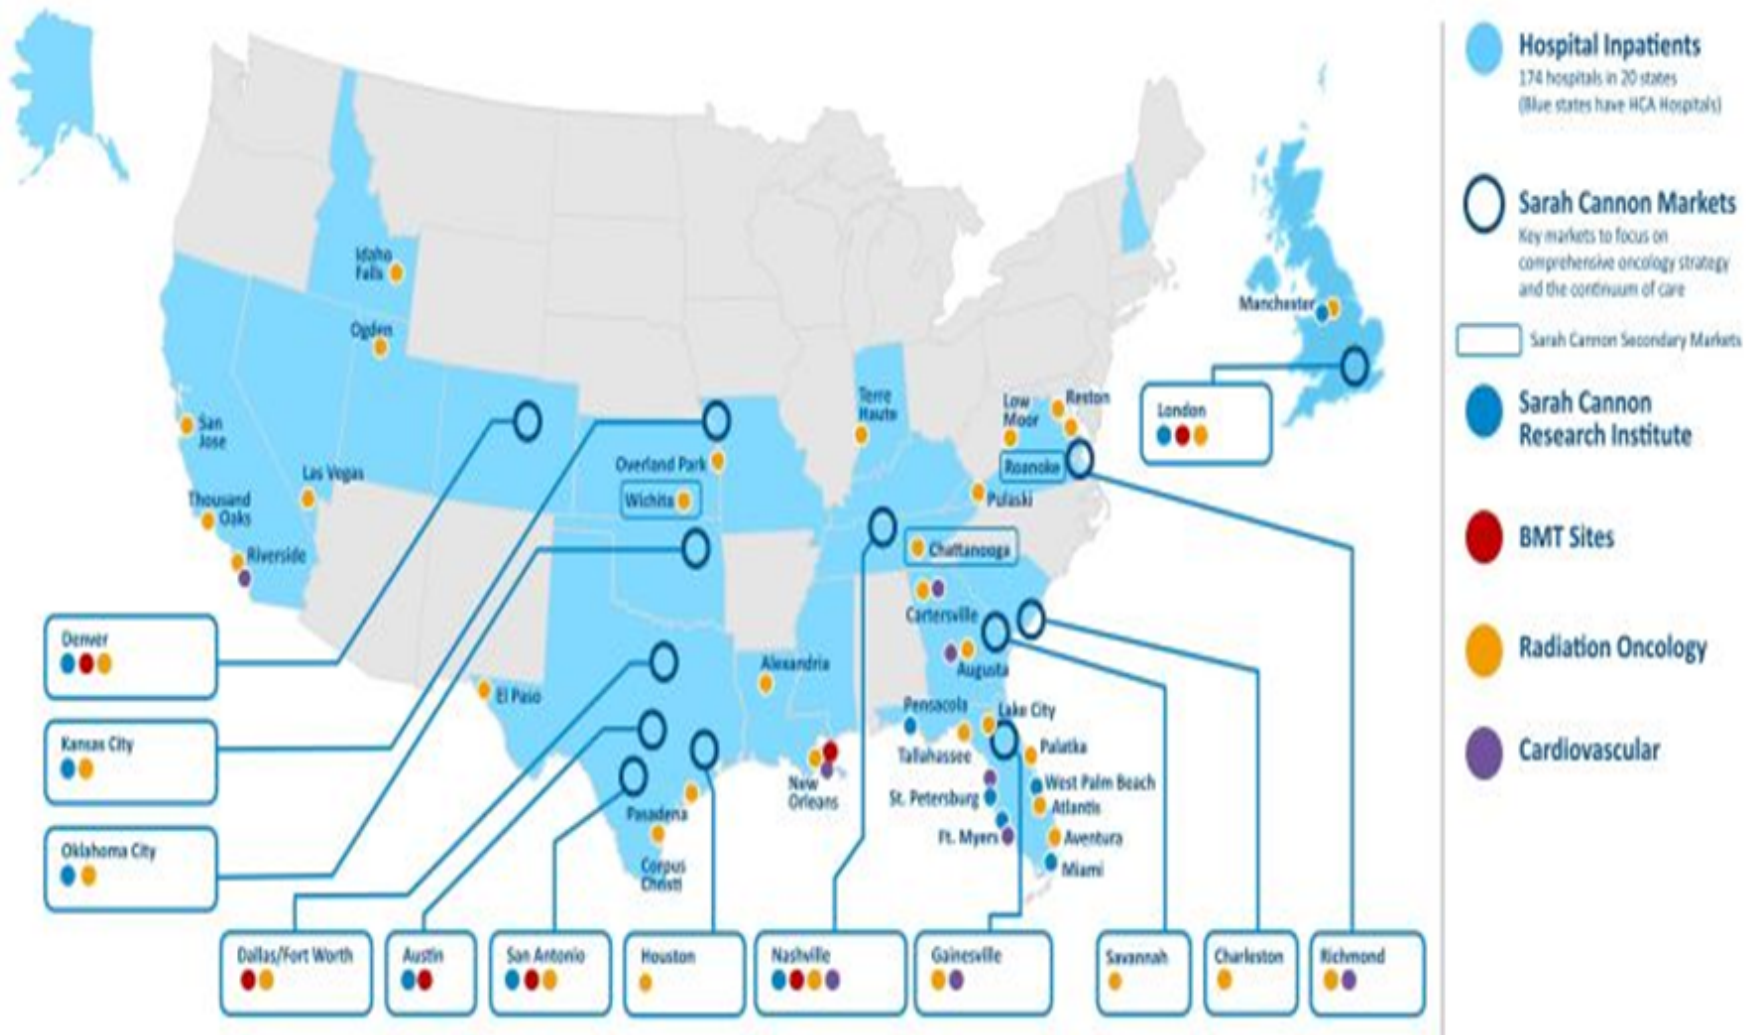 Idaho
Falls
Ogden
San
Jose
Las Vegas
Thousand
Oaks
Riverside
Overland Park
Wichita
Terre
Haute
Low
Moor
Reston
Roanoke
Pulaski
Chattanooga
Cartersville
Augusta
El Paso
Alexandria
New
Orleans
Pasadena
Corpus
Christi
Pensacola
Lake City
Tallahassee
Palatka
West Palm Beach
St. Petersburg
Atlantis
Ft. Myers
Aventura
Miami
Manchester
London
Denver
Kansas City
Oklahoma City
Dallas/Fort Worth
Austin
San Antonio
Houston
Nashville
Gainesville
Savannah
Charleston
Richmond
Hospital Inpatients
174 hospitals in 20 states
(Blue states have HCA Hospitals)
Sarah Cannon Markets
Key markets to focus on
comprehensive oncology strategy
and the continuum of care
Sarah Cannon Secondary Markets
Sarah Cannon
Research Institute
BMT Sites
Radiation Oncology
Cardiovascular